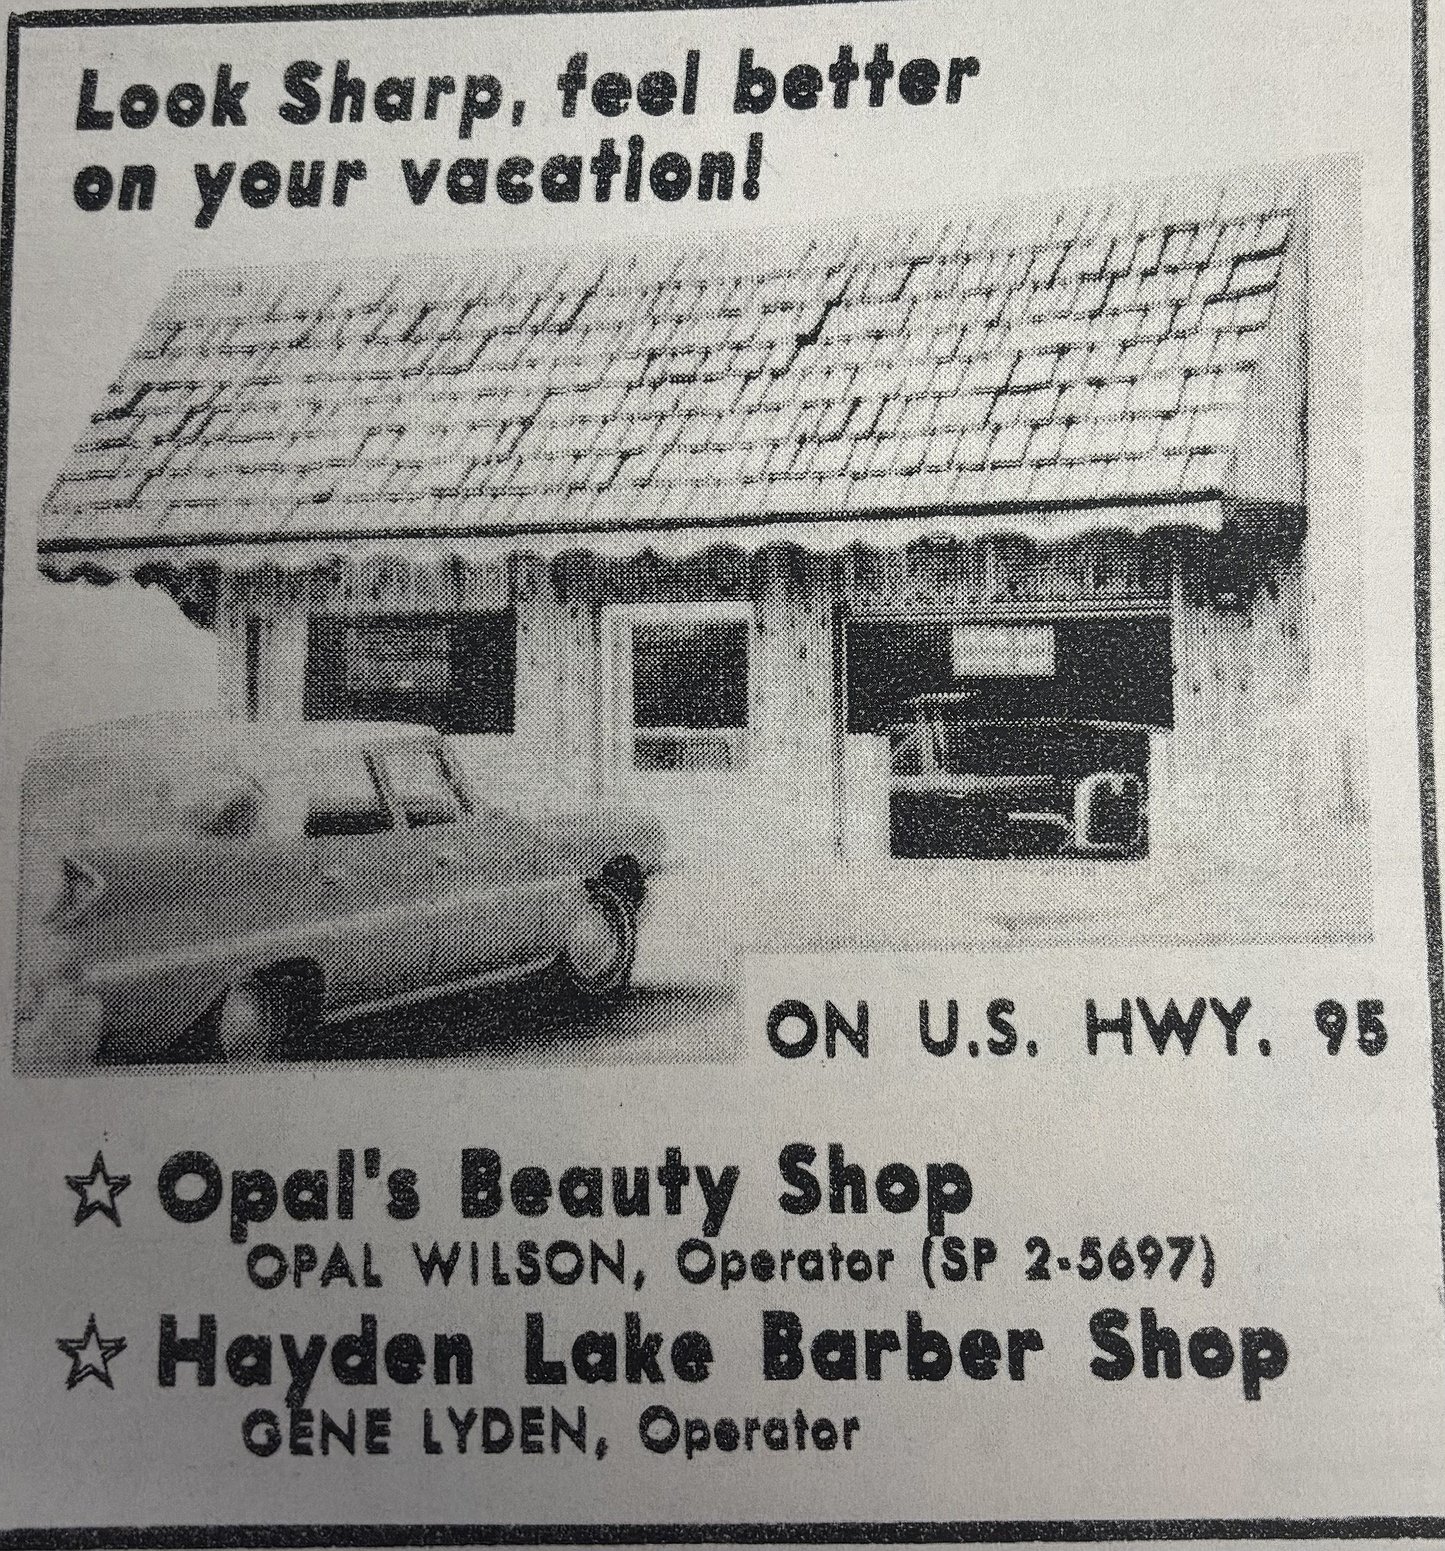 Look Sharp, feel better
on your vacation!
ON U.S. HWY. 95
☆ Opal's Beauty Shop
OPAL WILSON, Operator (SP 2-5697)
☆ Hayden Lake Barber Shop
GENE LYDEN, Operator